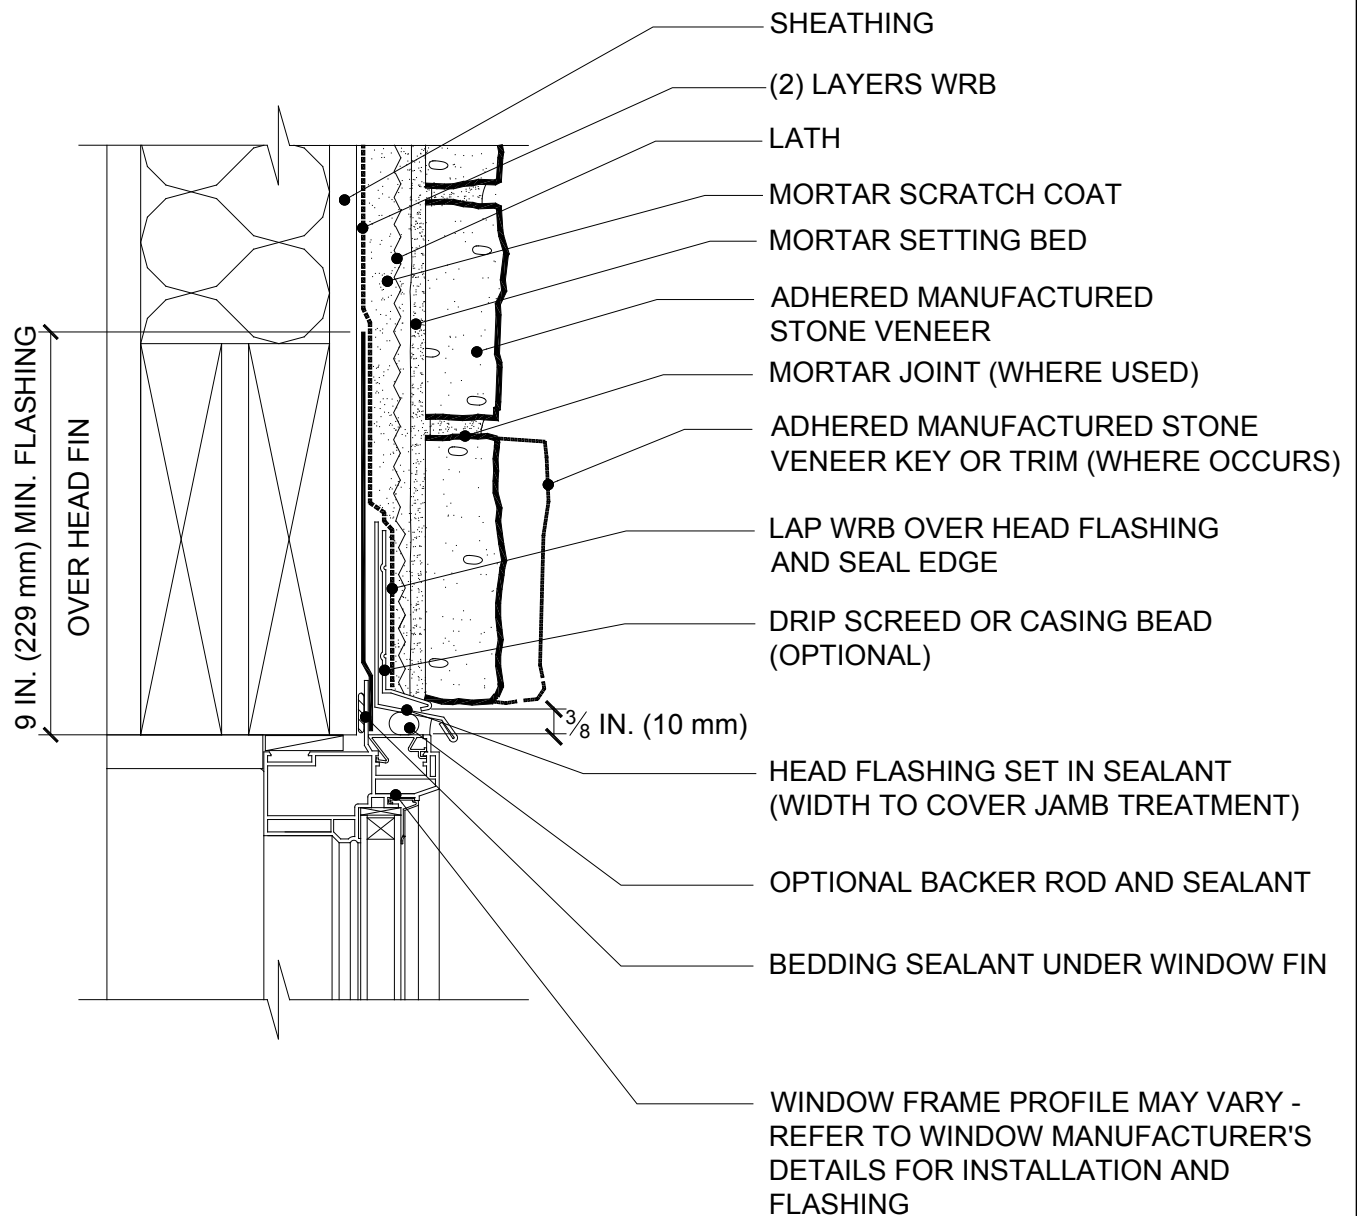 SHEATHING
(2) LAYERS WRB
LATH
MORTAR SCRATCH COAT
MORTAR SETTING BED
ADHERED MANUFACTURED
STONE VENEER
MORTAR JOINT (WHERE USED)
ADHERED MANUFACTURED STONE
VENEER KEY OR TRIM (WHERE OCCURS)
LAP WRB OVER HEAD FLASHING
AND SEAL EDGE
DRIP SCREED OR CASING BEAD
(OPTIONAL)
3/8 IN. (10 mm)
HEAD FLASHING SET IN SEALANT
(WIDTH TO COVER JAMB TREATMENT)
OPTIONAL BACKER ROD AND SEALANT
BEDDING SEALANT UNDER WINDOW FIN
WINDOW FRAME PROFILE MAY VARY -
REFER TO WINDOW MANUFACTURER'S
DETAILS FOR INSTALLATION AND
FLASHING
9 IN. (229 mm) MIN. FLASHING
OVER HEAD FIN